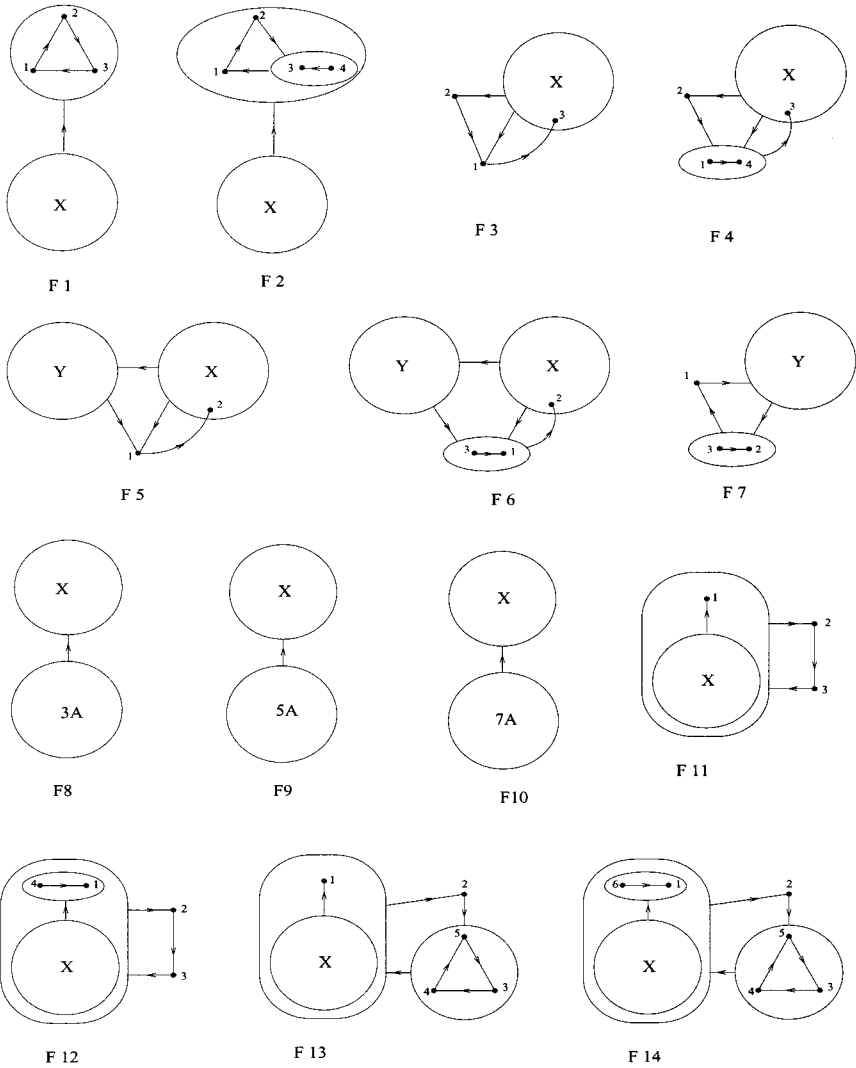 2
1 3
X
F 1
2
1 3 4
X
F 2
X
2 3
1
F 3
X
2 3
1 4
F 4
Y X
2
1
F 5
Y X
2
3 1
F 6
Y
1
3 2
F 7
X
3A
F8
X
5A
F9
X
7A
F10
1
2
X
3
F 11
4 1
2
X
3
F 12
1
2
5
X
4 3
F 13
6 1
2
5
X
4 3
F 14